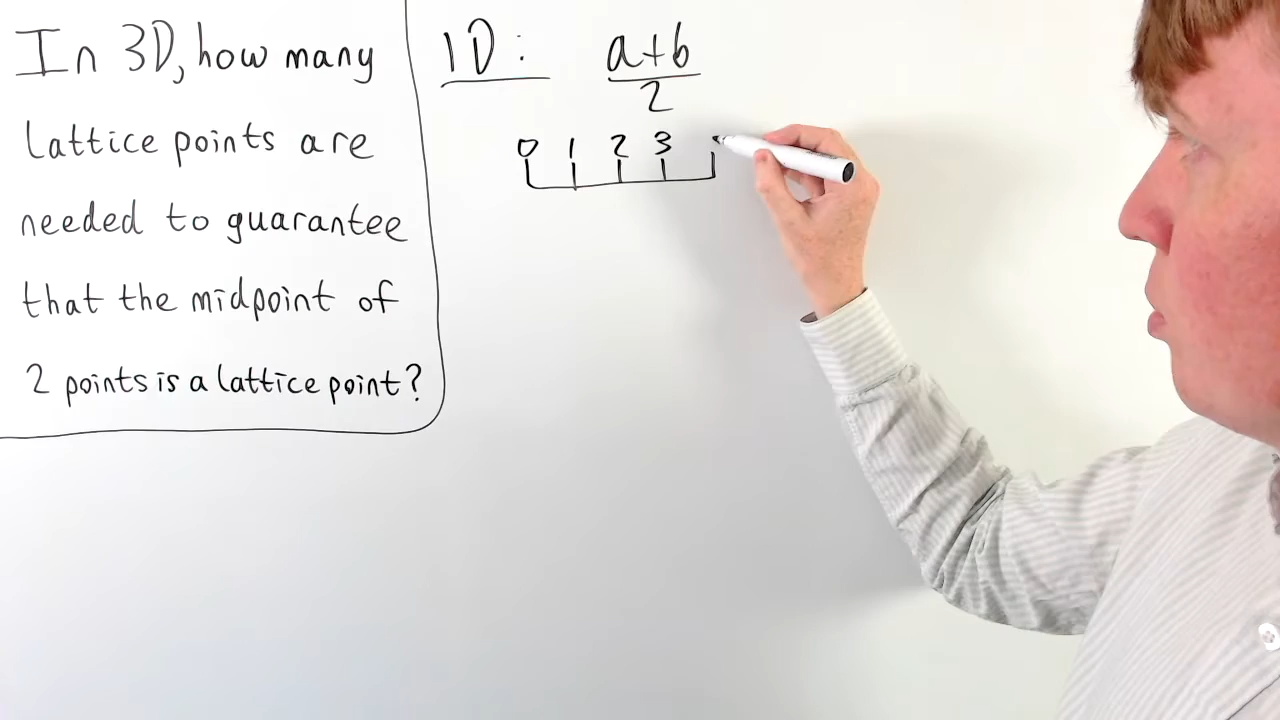 In 3D, how many
lattice points are
needed to guarantee
that the midpoint of
2 points is a lattice point?
1D: a+b
2
0 1 2 3